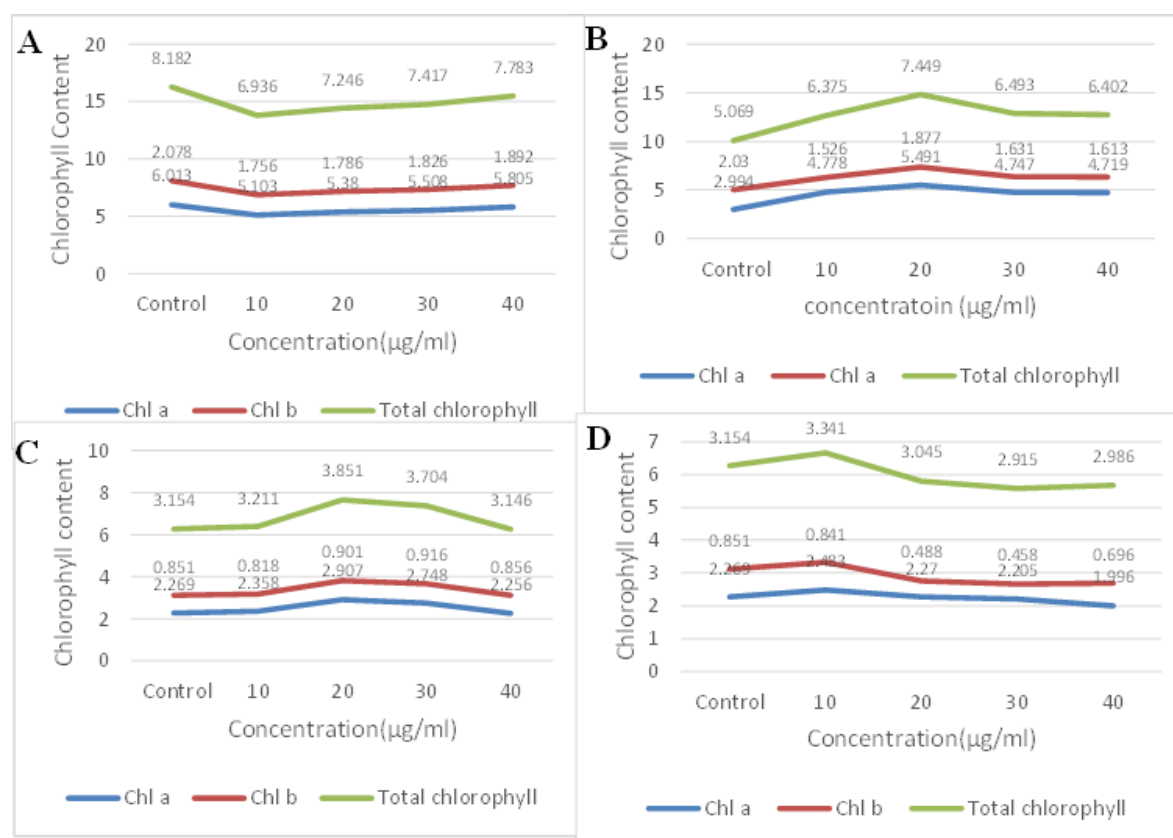 A
Chlorophyll Content
20
15
10
5
0
8.182 6.936 7.246 7.417 7.783
2.078 1.756 1.786 1.826 1.892
6.013 5.103 5.38 5.508 5.805
Control 10 20 30 40
Concentration(µg/ml)
Chl a Chl b Total chlorophyll
B
Chlorophyll content
20
15
10
5
0
5.069 6.375 7.449 6.493 6.402
2.03 1.526 1.877 1.631 1.613
2.994 4.778 5.491 4.747 4.719
Control 10 20 30 40
concentratoin (µg/ml)
Chl a Chl a Total chlorophyll
C
Chlorophyll content
10
8
6
4
2
0
3.154 3.211 3.851 3.704 3.146
0.851 0.818 0.901 0.916 0.856
2.269 2.358 2.907 2.748 2.256
Control 10 20 30 40
Concentration(µg/ml)
Chl a Chl b Total chlorophyll
D
Chlorophyll content
7
6
5
4
3
2
1
0
3.154 3.341 3.045 2.915 2.986
0.851 0.841 0.488 0.458 0.696
2.269 2.483 2.27 2.205 1.996
Control 10 20 30 40
Concentration(µg/ml)
Chl a Chl b Total chlorophyll